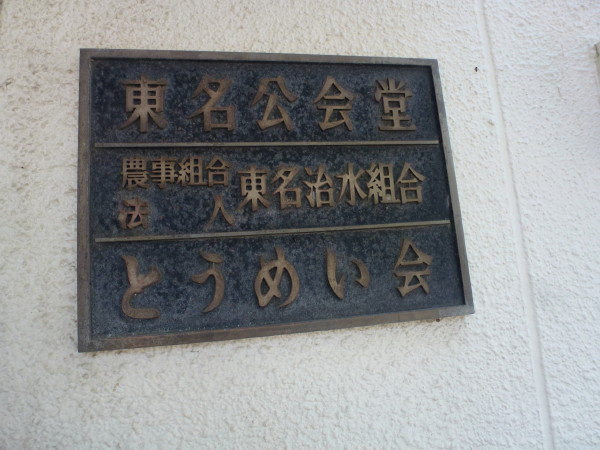 東名公会堂
農事組合
法人
東名治水組合
とうめい会